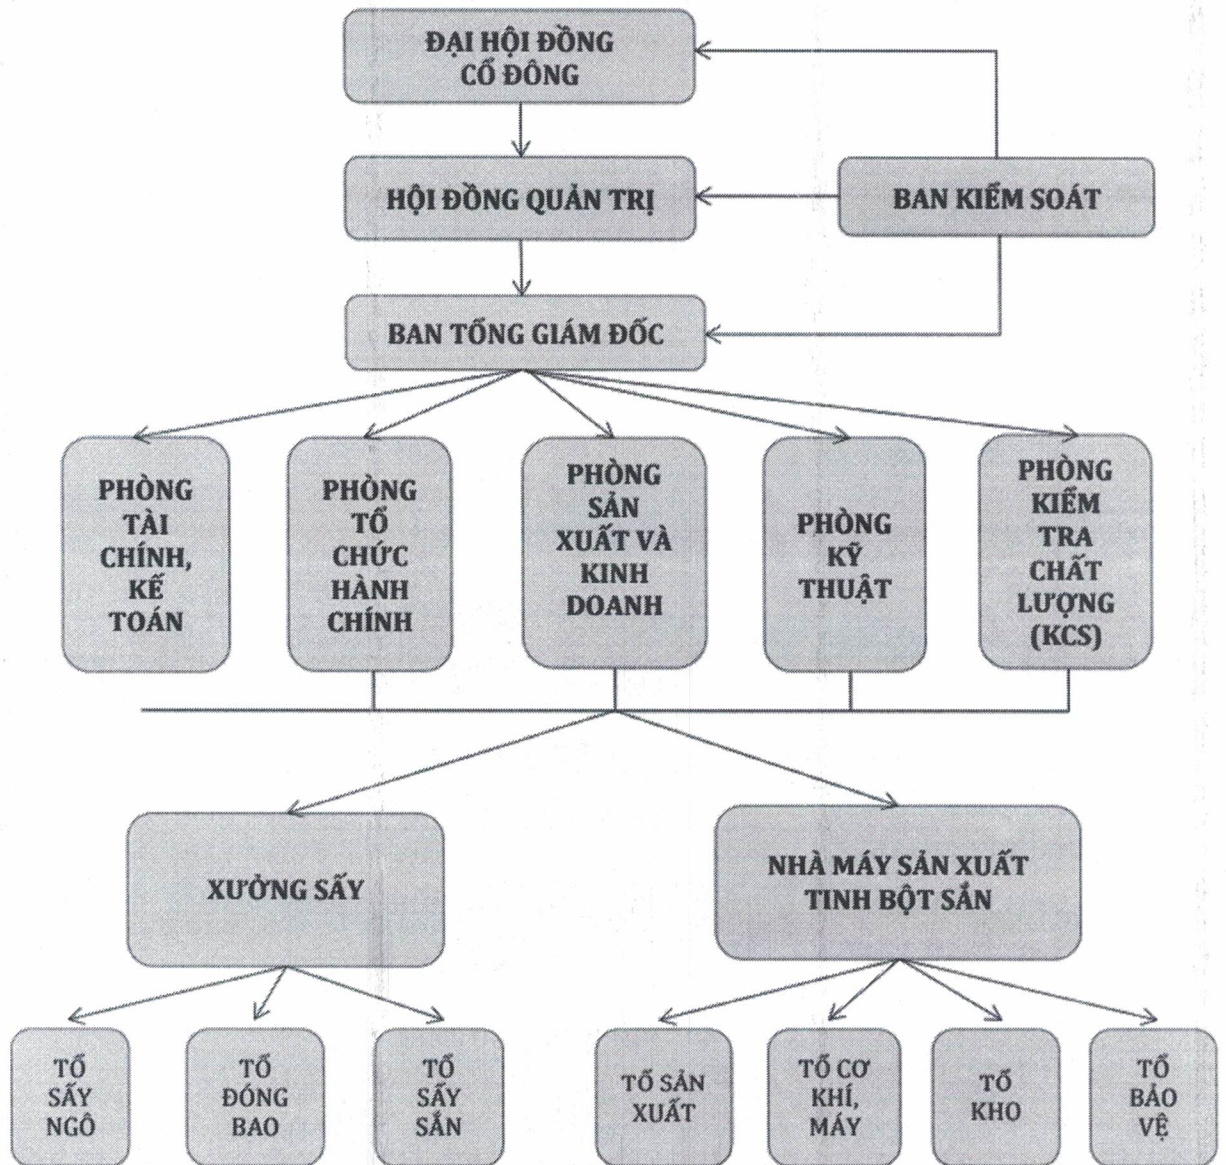 ĐẠI HỘI ĐỒNG
CỔ ĐÔNG
HỘI ĐỒNG QUẢN TRỊ
BAN KIỂM SOÁT
BAN TỔNG GIÁM ĐỐC
PHÒNG
TÀI
CHÍNH,
KẾ
TOÁN
PHÒNG
TỔ
CHỨC
HÀNH
CHÍNH
PHÒNG
SẢN
XUẤT VÀ
KINH
DOANH
PHÒNG
KỸ
THUẬT
PHÒNG
KIỂM
TRA
CHẤT
LƯỢNG
(KCS)
XƯỞNG SẤY
NHÀ MÁY SẢN XUẤT
TINH BỘT SẮN
TỔ
SẤY
NGÔ
TỔ
ĐÓNG
BAO
TỔ
SẤY
SẮN
TỔ SẢN
XUẤT
TỔ CƠ
KHÍ,
MÁY
TỔ
KHO
TỔ
BẢO
VỆ